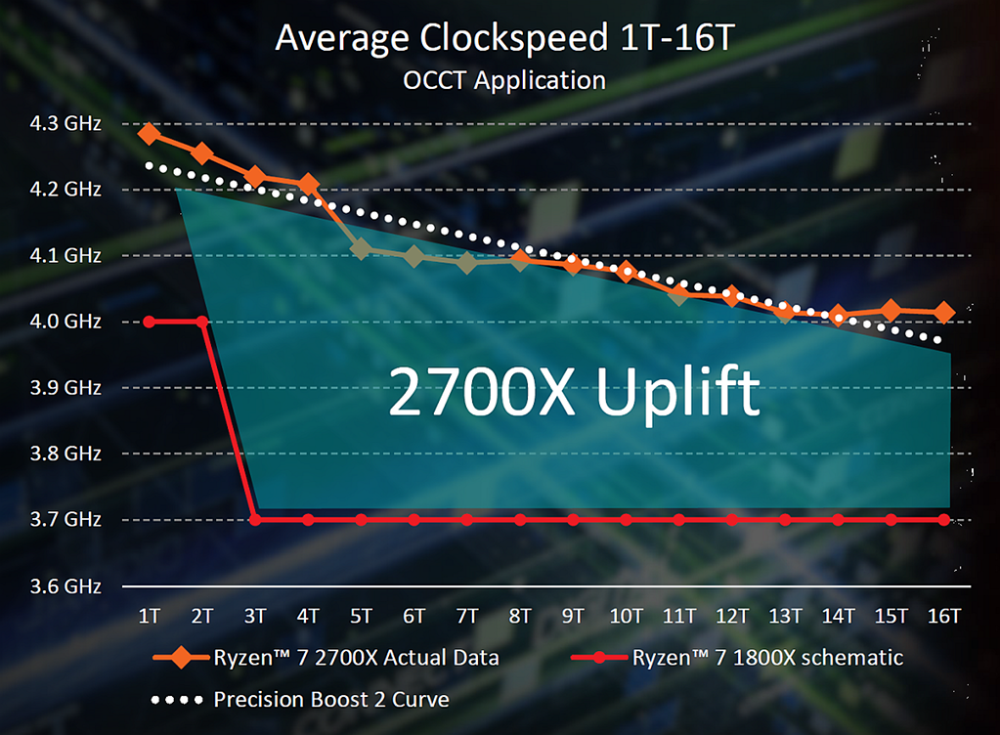 Average Clockspeed 1T-16T
OCCT Application
4.3 GHz
4.2 GHz
4.1 GHz
4.0 GHz
3.9 GHz
3.8 GHz
3.7 GHz
3.6 GHz
2700X Uplift
1T 2T 3T 4T 5T 6T 7T 8T 9T 10T 11T 12T 13T 14T 15T 16T
Ryzen™ 7 2700X Actual Data
Ryzen™ 7 1800X schematic
Precision Boost 2 Curve